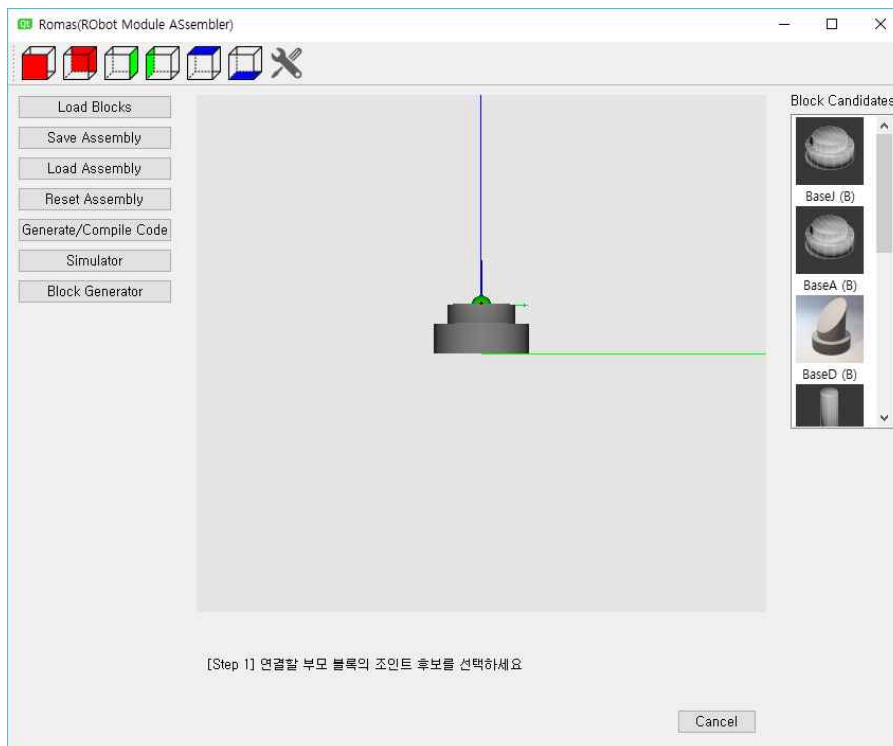 Romas(RObot Module ASsembler)
Load Blocks
Save Assembly
Load Assembly
Reset Assembly
Generate/Compile Code
Simulator
Block Generator
Block Candidates
BaseJ (B)
BaseA (B)
BaseD (B)
[Step 1] 연결할 부모 블록의 조인트 후보를 선택하세요
Cancel